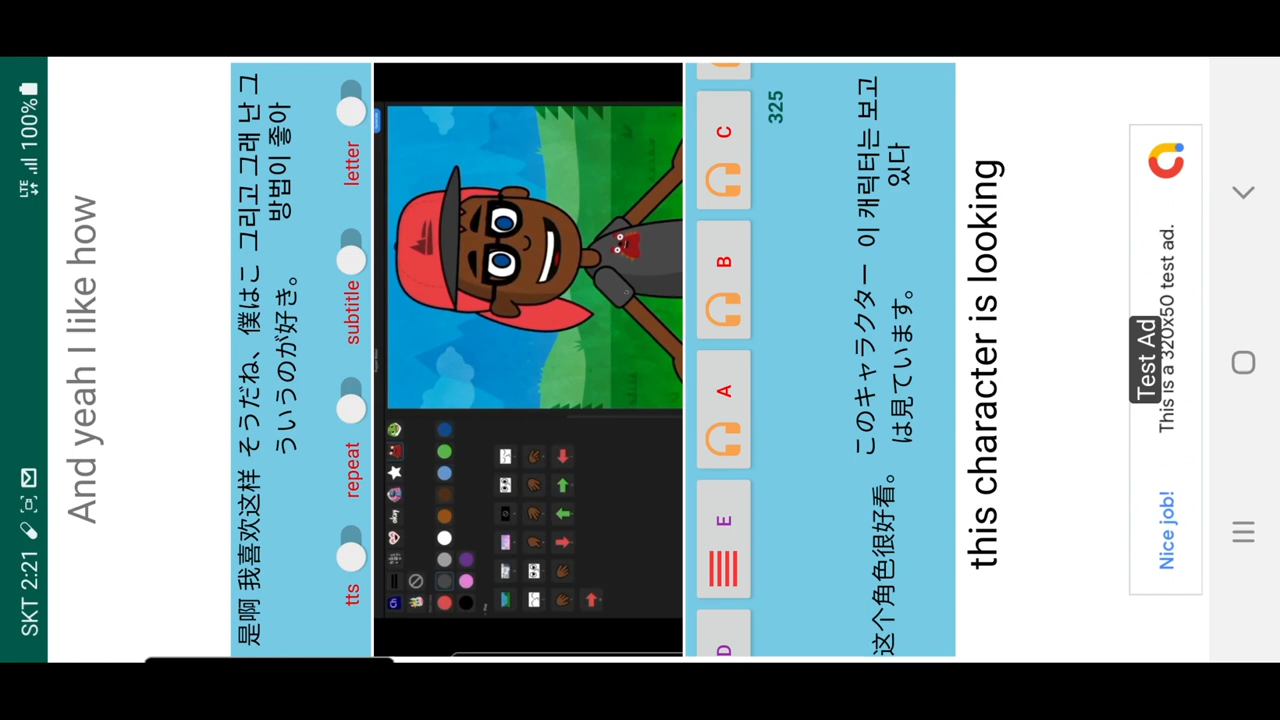 SKT 2:21
LTE 100%
And yeah I like how
是啊 我喜欢这样
そうだね、僕はこ
ういうのが好き。
그리고 그래 난 그
방법이 좋아
tts
repeat
subtitle
letter
D
E
A
B
C
325
这个角色很好看。
このキャラクター
は見ています。
이 캐릭터는 보고
있다
this character is looking
Test Ad
Nice job!
This is a 320x50 test ad.